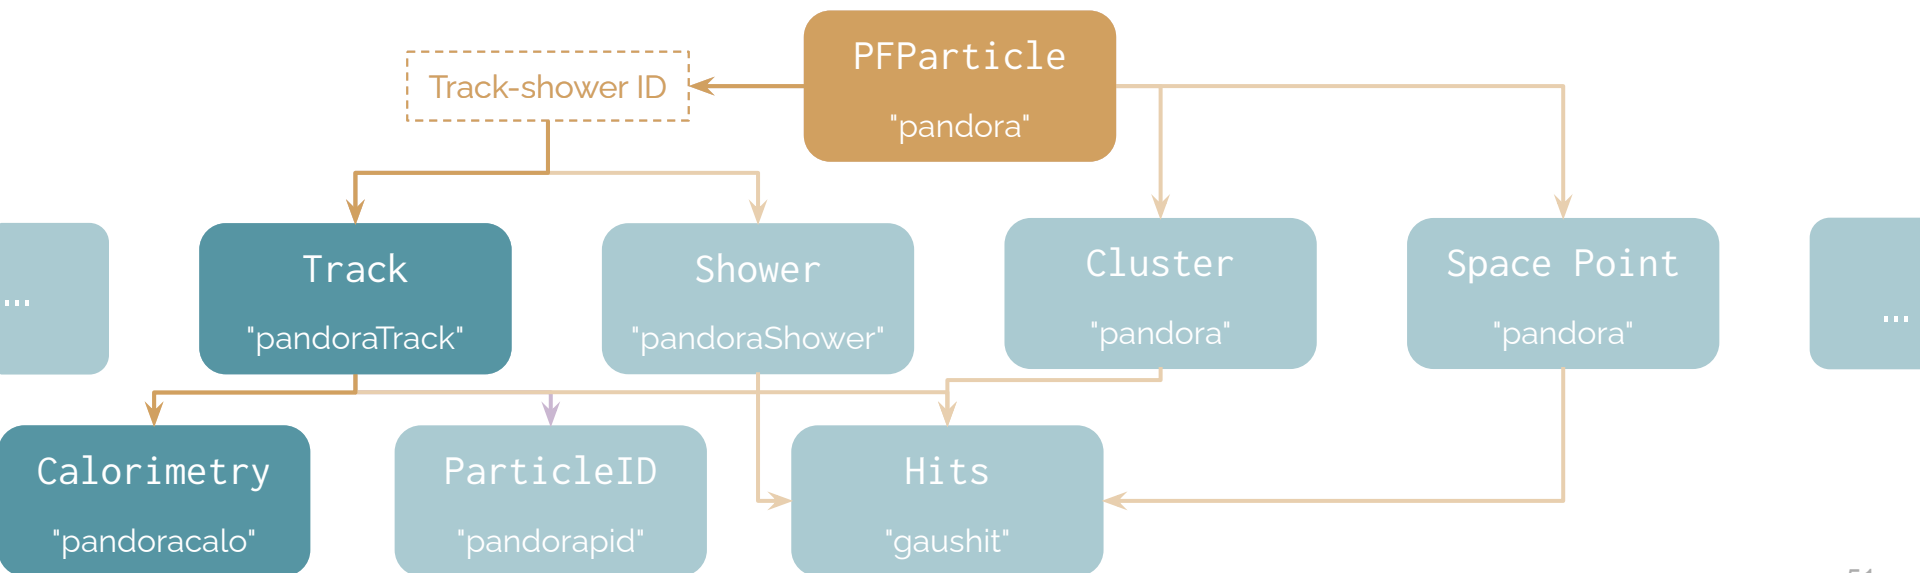 PFParticle
"pandora"
Track-shower ID
...
Track
"pandoraTrack"
Shower
"pandoraShower"
Cluster
"pandora"
Space Point
"pandora"
...
Calorimetry
"pandoracalo"
ParticleID
"pandorapid"
Hits
"gaushit"